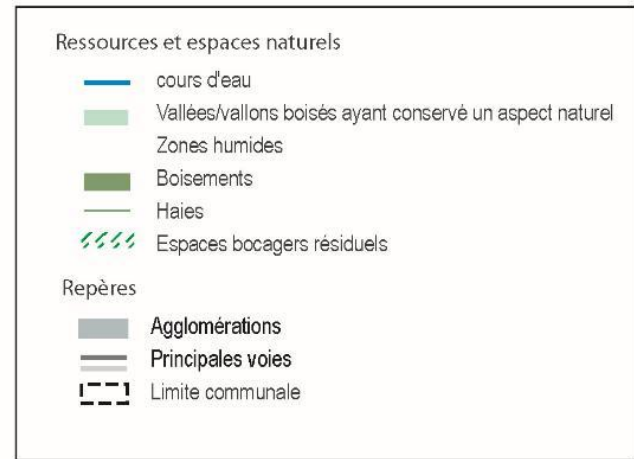 Ressources et espaces naturels
cours d'eau
Vallées/vallons boisés ayant conservé un aspect naturel
Zones humides
Boisements
Haies
Espaces bocagers résiduels
Repères
Agglomérations
Principales voies
Limite communale